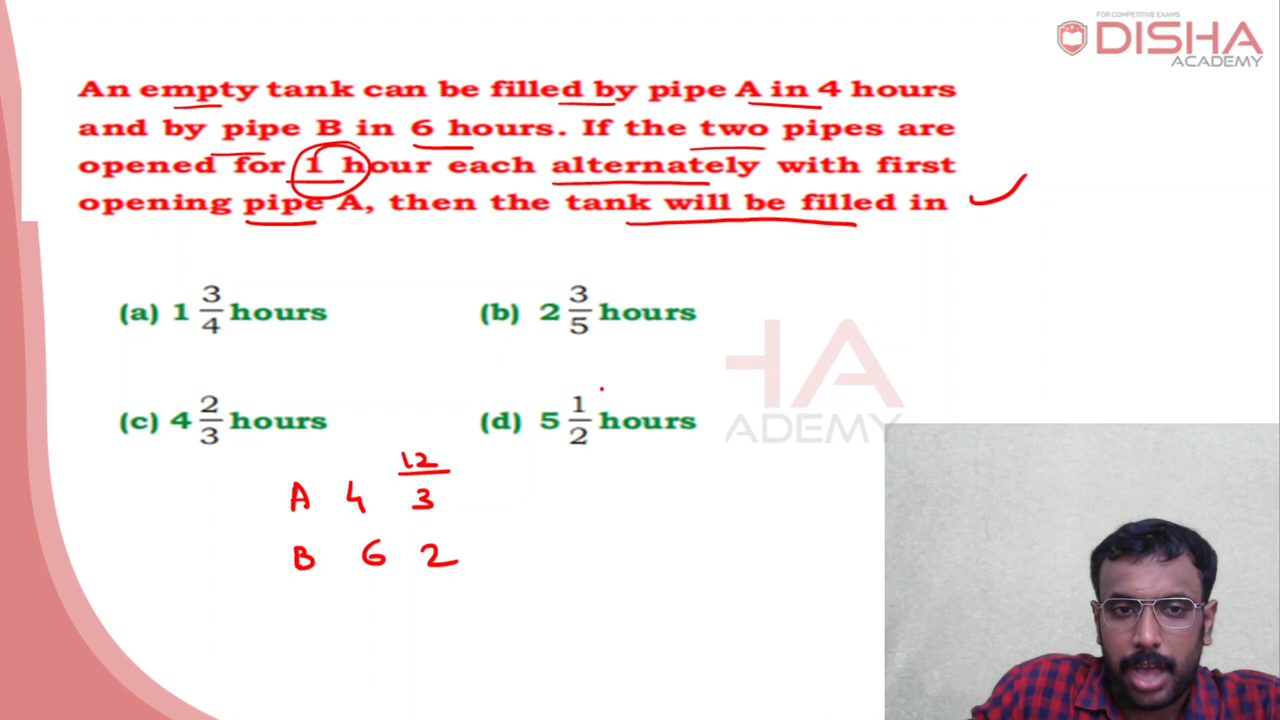 FOR COMPETITIVE EXAMS
DISHA
ACADEMY
An empty tank can be filled by pipe A in 4 hours
and by pipe B in 6 hours. If the two pipes are
opened for 1 hour each alternately with first
opening pipe A, then the tank will be filled in
(a) 1 3/4 hours
(b) 2 3/5 hours
(c) 4 2/3 hours
(d) 5 1/2 hours
HA
ADEMY
12
A 4 3
B 6 2